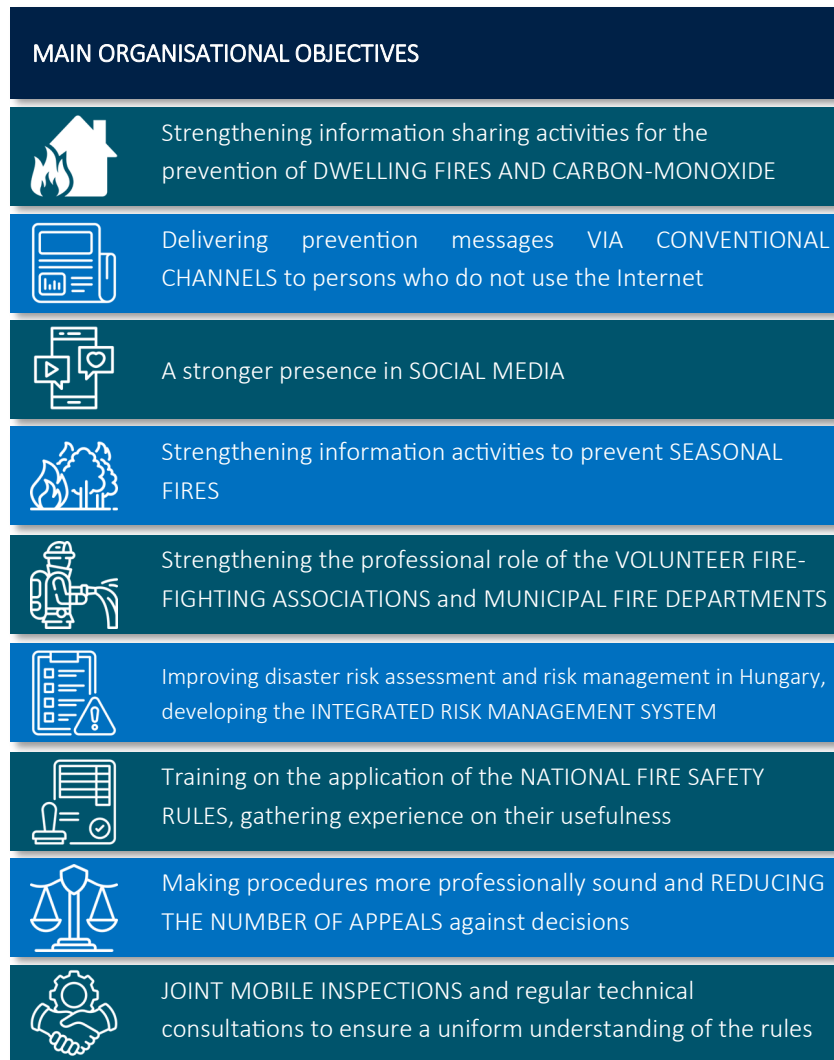 MAIN ORGANISATIONAL OBJECTIVES
Strengthening information sharing activities for the
prevention of DWELLING FIRES AND CARBON-MONOXIDE
Delivering prevention messages VIA CONVENTIONAL
CHANNELS to persons who do not use the Internet
A stronger presence in SOCIAL MEDIA
Strengthening information activities to prevent SEASONAL
FIRES
Strengthening the professional role of the VOLUNTEER FIRE-
FIGHTING ASSOCIATIONS and MUNICIPAL FIRE DEPARTMENTS
Improving disaster risk assessment and risk management in Hungary,
developing the INTEGRATED RISK MANAGEMENT SYSTEM
Training on the application of the NATIONAL FIRE SAFETY
RULES, gathering experience on their usefulness
Making procedures more professionally sound and REDUCING
THE NUMBER OF APPEALS against decisions
JOINT MOBILE INSPECTIONS and regular technical
consultations to ensure a uniform understanding of the rules